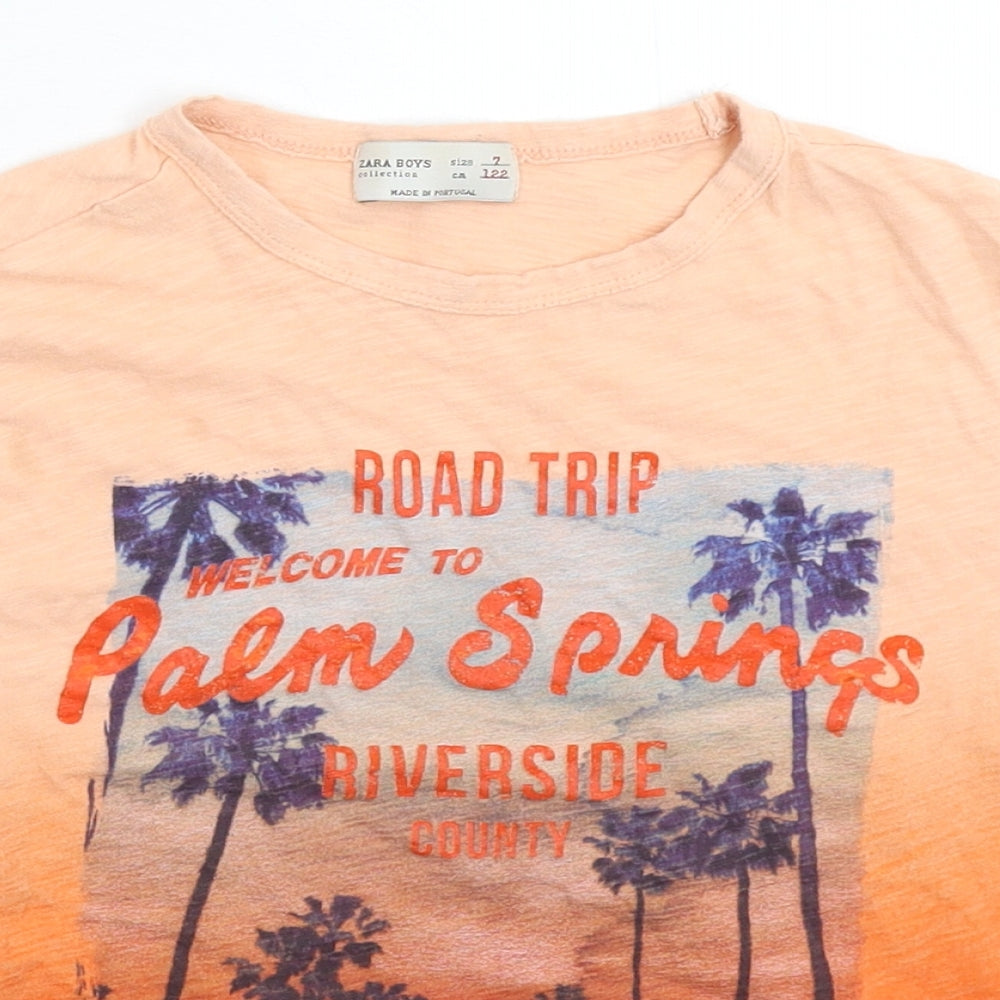 ZARA BOYS size 7
collection cm 122
MADE IN PORTUGAL
ROAD TRIP
WELCOME TO
Palm Springs
RIVERSIDE
COUNTY